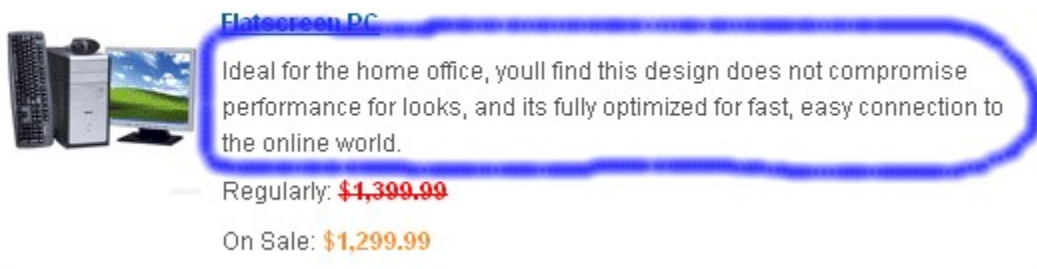 Flatscreen PC
Ideal for the home office, youll find this design does not compromise
performance for looks, and its fully optimized for fast, easy connection to
the online world.
Regularly: $1,399.99
On Sale: $1,299.99